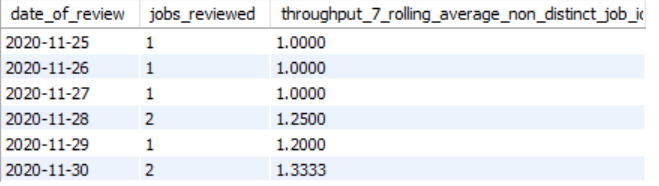 date_of_review jobs_reviewed throughput_7_rolling_average_non_distinct_job_
2020-11-25 1 1.0000
2020-11-26 1 1.0000
2020-11-27 1 1.0000
2020-11-28 2 1.2500
2020-11-29 1 1.2000
2020-11-30 2 1.3333